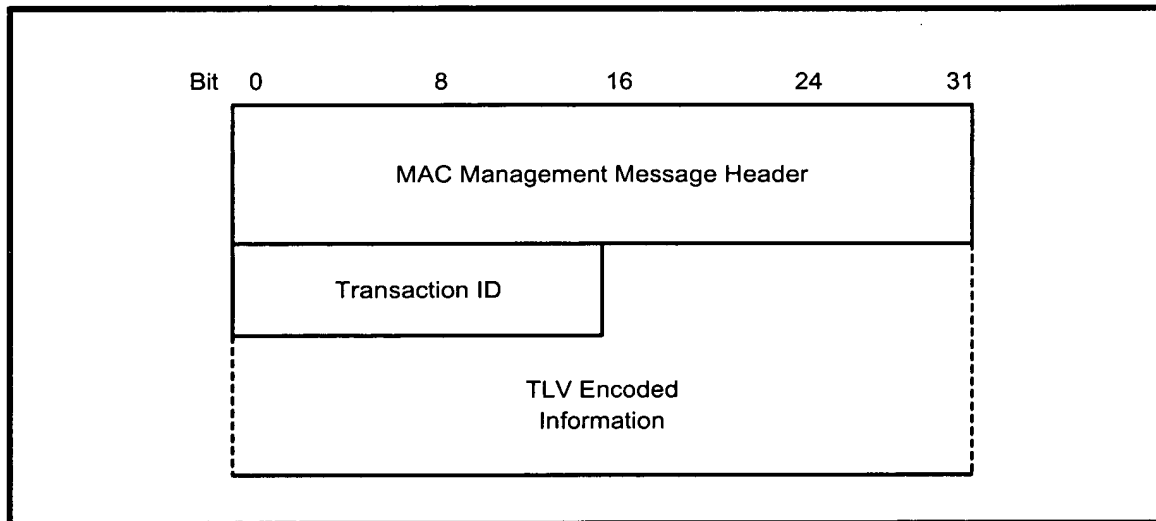 Bit 0 8 16 24 31
MAC Management Message Header
Transaction ID
TLV Encoded
Information